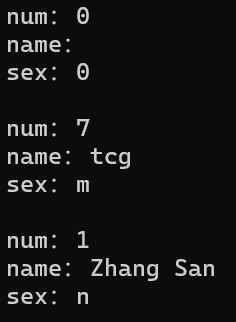 num: 0
name:
sex: 0
num: 7
name: tcg
sex: m
num: 1
name: Zhang San
sex: n